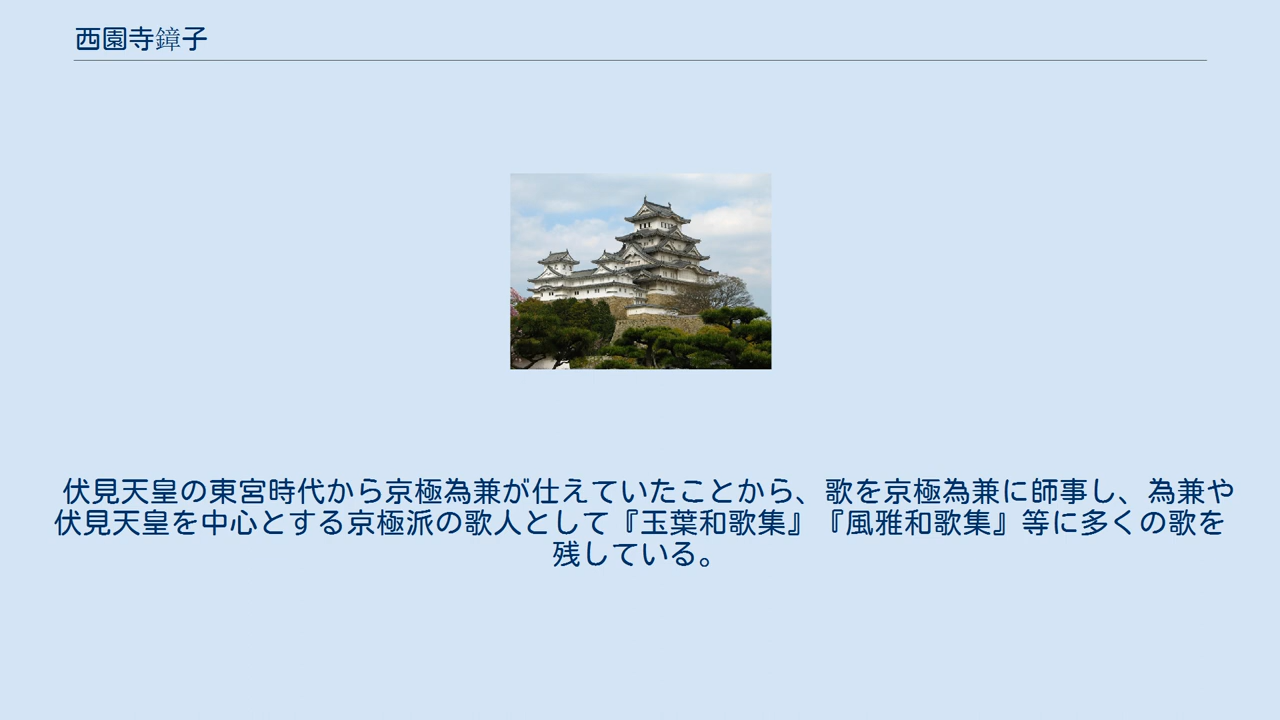 西園寺鏱子
伏見天皇の東宮時代から京極為兼が仕えていたことから、歌を京極為兼に師事し、為兼や
伏見天皇を中心とする京極派の歌人として『玉葉和歌集』『風雅和歌集』等に多くの歌を
残している。